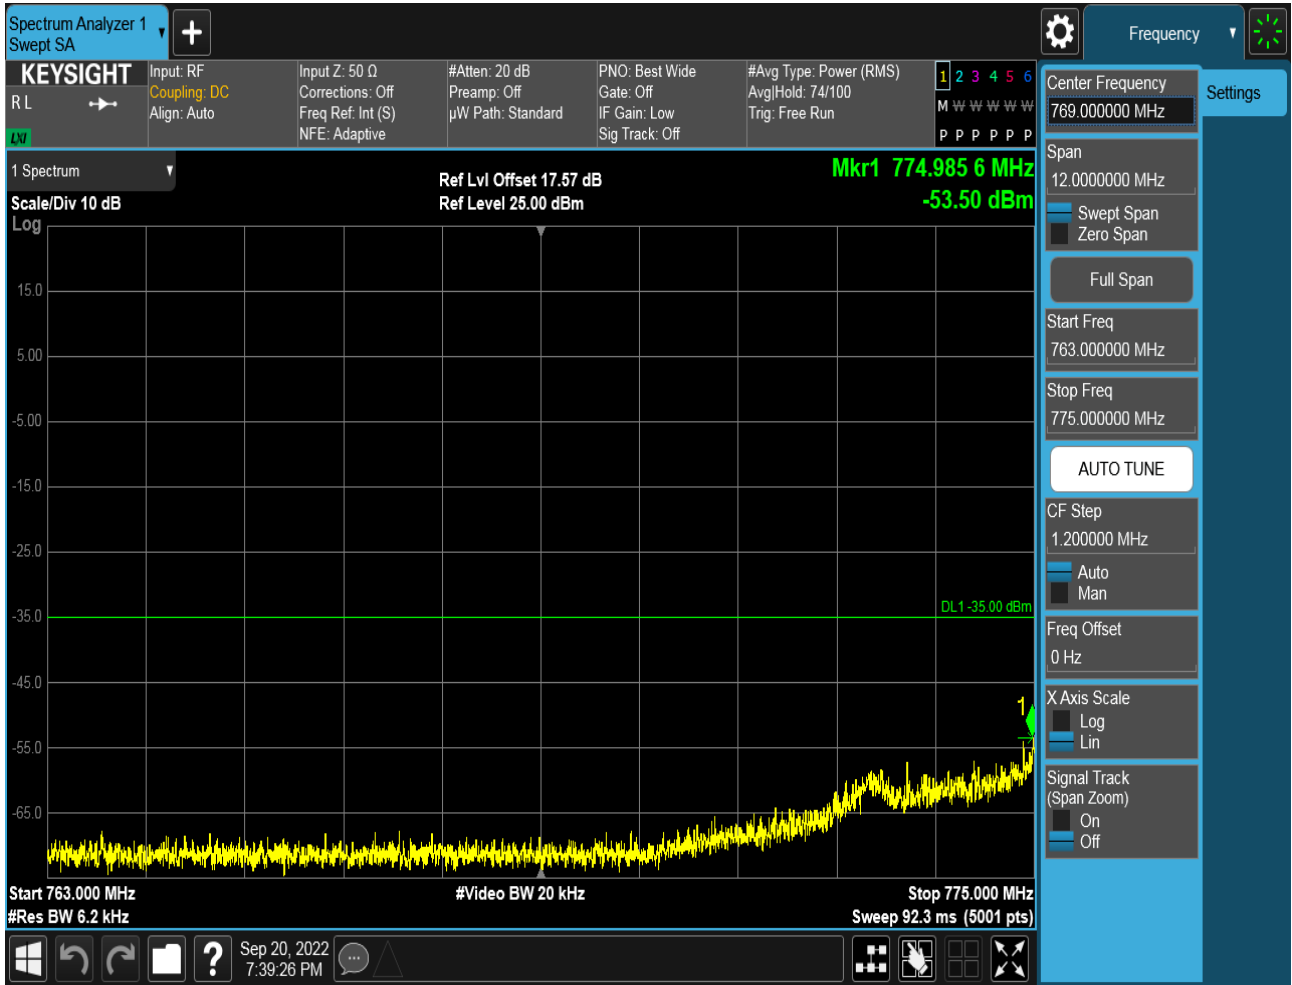 Spectrum Analyzer 1
Swept SA
Frequency
KEYSIGHT
R L
LXI
Input: RF
Coupling: DC
Align: Auto
Input Z: 50 Ω
Corrections: Off
Freq Ref: Int (S)
NFE: Adaptive
#Atten: 20 dB
Preamp: Off
µW Path: Standard
PNO: Best Wide
Gate: Off
IF Gain: Low
Sig Track: Off
#Avg Type: Power (RMS)
Avg|Hold: 74/100
Trig: Free Run
1 2 3 4 5 6
M W W W W W
P P P P P P
1 Spectrum
Scale/Div 10 dB
Log
Ref Lvl Offset 17.57 dB
Ref Level 25.00 dBm
Mkr1 774.985 6 MHz
-53.50 dBm
15.0
5.00
-5.00
-15.0
-25.0
-35.0
-45.0
-55.0
-65.0
DL1 -35.00 dBm
1
Start 763.000 MHz
#Res BW 6.2 kHz
#Video BW 20 kHz
Stop 775.000 MHz
Sweep 92.3 ms (5001 pts)
Center Frequency
769.000000 MHz
Span
12.0000000 MHz
Swept Span
Zero Span
Full Span
Start Freq
763.000000 MHz
Stop Freq
775.000000 MHz
AUTO TUNE
CF Step
1.200000 MHz
Auto
Man
Freq Offset
0 Hz
X Axis Scale
Log
Lin
Signal Track
(Span Zoom)
On
Off
Settings
?
Sep 20, 2022
7:39:26 PM